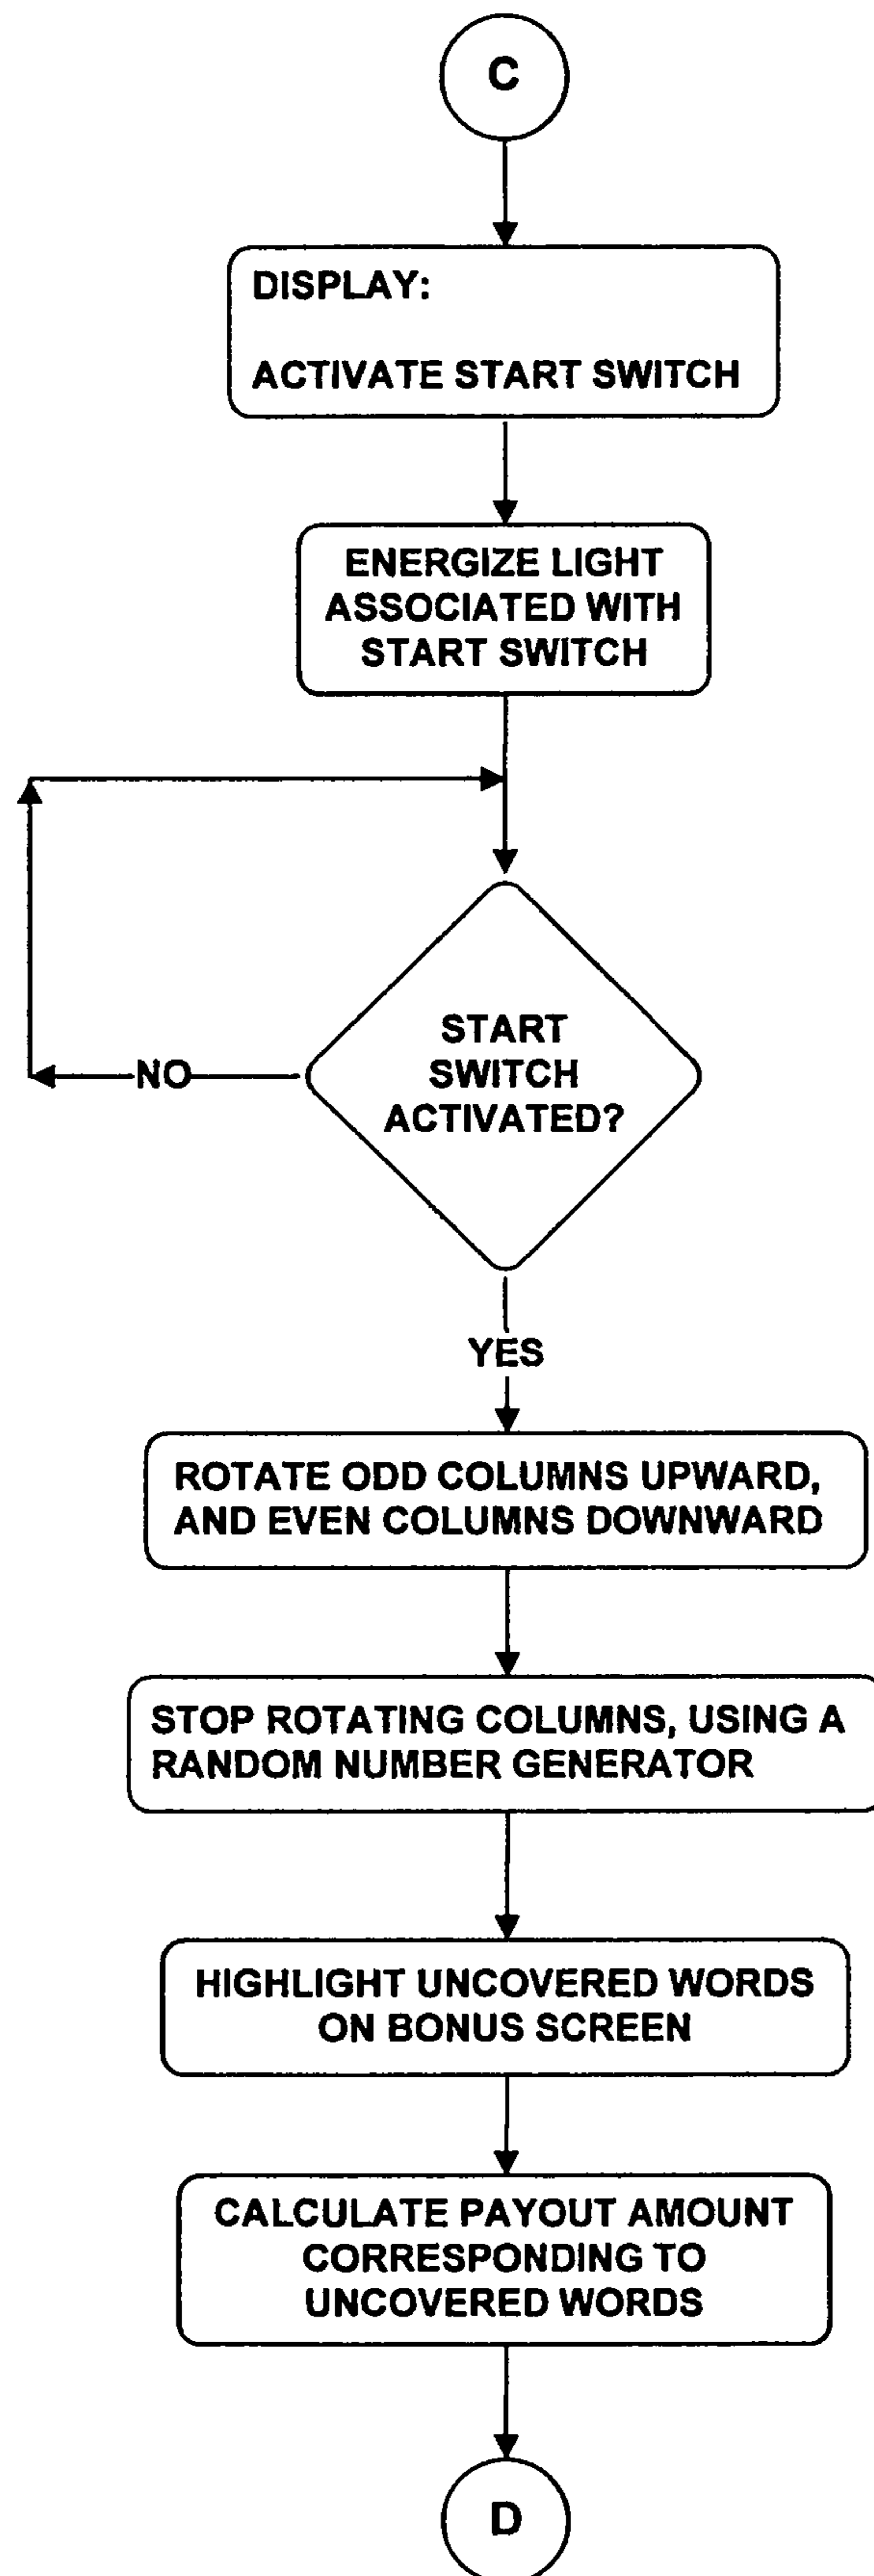 C
DISPLAY:
ACTIVATE START SWITCH
ENERGIZE LIGHT
ASSOCIATED WITH
START SWITCH
START
SWITCH
ACTIVATED?
NO
YES
ROTATE ODD COLUMNS UPWARD,
AND EVEN COLUMNS DOWNWARD
STOP ROTATING COLUMNS, USING A
RANDOM NUMBER GENERATOR
HIGHLIGHT UNCOVERED WORDS
ON BONUS SCREEN
CALCULATE PAYOUT AMOUNT
CORRESPONDING TO
UNCOVERED WORDS
D